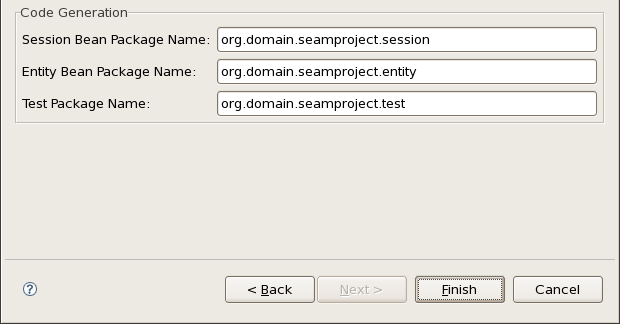 Code Generation
Session Bean Package Name: org.domain.seamproject.session
Entity Bean Package Name: org.domain.seamproject.entity
Test Package Name: org.domain.seamproject.test
? < Back Next > Finish Cancel